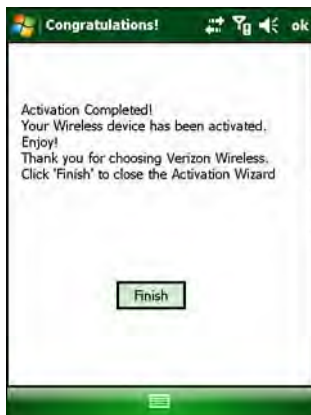 Congratulations! ok
Activation Completed!
Your Wireless device has been activated.
Enjoy!
Thank you for choosing Verizon Wireless.
Click 'Finish' to close the Activation Wizard
Finish